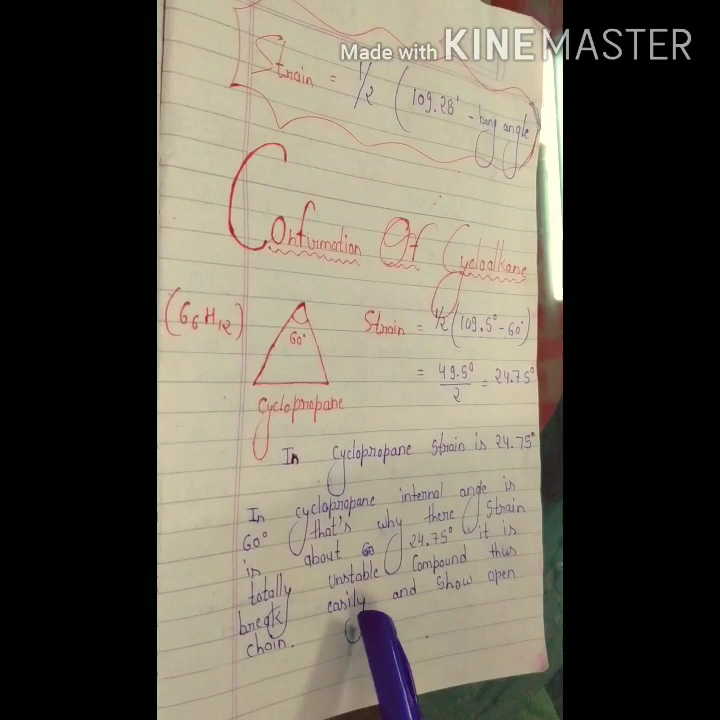 Made with KINEMASTER
Strain = 1/2 (109.28' - bong angle
Confirmation Of Cycloalkane
(C6H12)
60°
Strain = 1/2 (109.5° - 60°)
= 49.5°/2 = 24.75°
Cyclopropane
In Cyclopropane Strain is 24.75°
In cyclopropane internal angle is
60° that's why there Strain
is about 24.75° it is
totally unstable Compound thus
break easily and show open
chain.